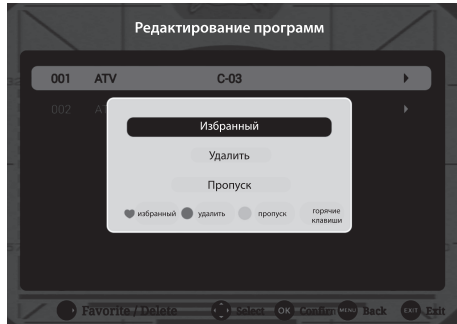 Редактирование программ
001 ATV C-03
002
Избранный
Удалить
Пропуск
избранный удалить пропуск горячие
клавиши
Favorite / Delete Select OK Confirm MENU Back EXIT Exit